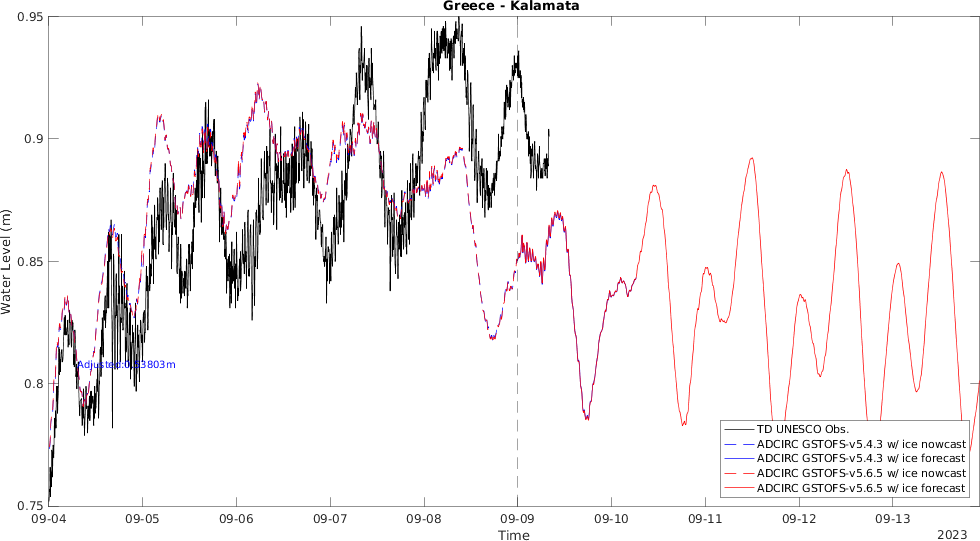 Greece - Kalamata
0.95
0.9
0.85
0.8
0.75
Water Level (m)
TD UNESCO Obs.
ADCIRC GSTOFS-v5.4.3 w/ ice nowcast
ADCIRC GSTOFS-v5.4.3 w/ ice forecast
ADCIRC GSTOFS-v5.6.5 w/ ice nowcast
ADCIRC GSTOFS-v5.6.5 w/ ice forecast
09-04 09-05 09-06 09-07 09-08 09-09 09-10 09-11 09-12 09-13
Time
2023